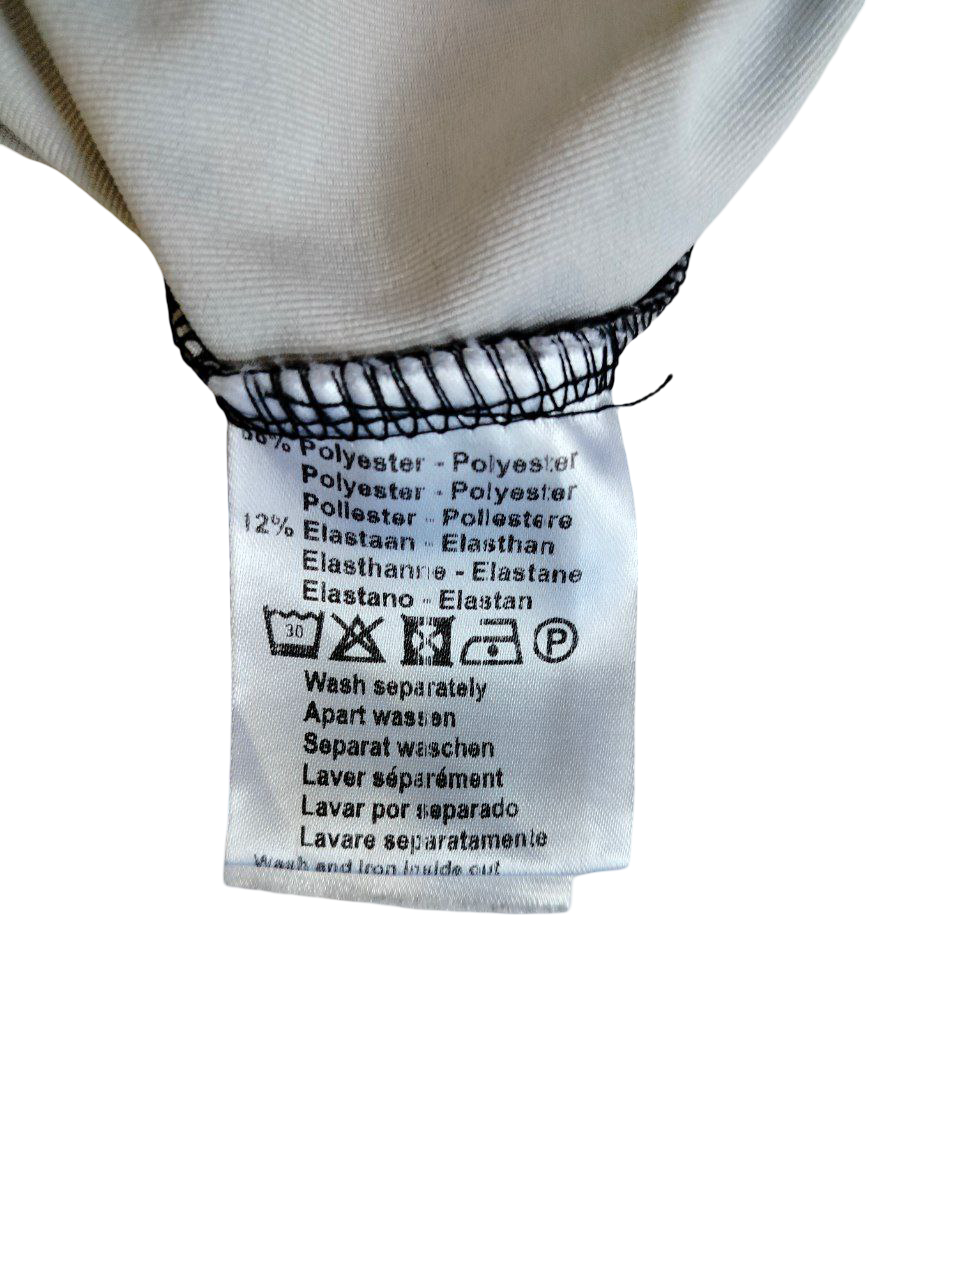 Polyester - Polyester
Polyester - Polyester
Poliester - Poliestere
12% Elastaan - Elasthan
Elasthanne - Elastane
Elastano - Elastan
30 P
Wash separately
Apart wassen
Separat waschen
Laver séparément
Lavar por separado
Lavare separatamente
Wash and iron inside out